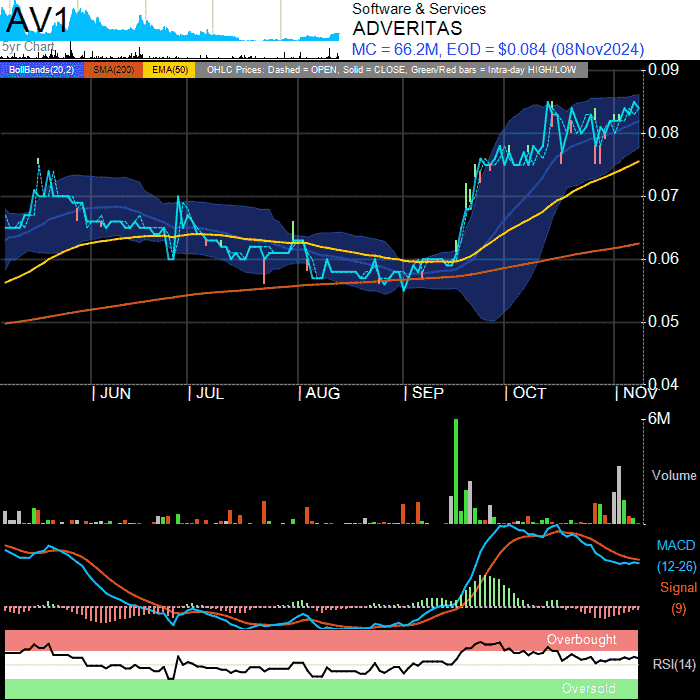 AV1
5yr Chart
Software & Services
ADVERITAS
MC = 66.2M, EOD = $0.084 (08Nov2024)
BollBands(20,2) SMA(200) EMA(50) OHLC Prices: Dashed = OPEN, Solid = CLOSE, Green/Red bars = Intra-day HIGH/LOW
0.09
0.08
0.07
0.06
0.05
0.04
| JUN | JUL | AUG | SEP | OCT | NOV
6M
Volume
MACD
(12-26)
Signal
(9)
Overbought
RSI(14)
Oversold